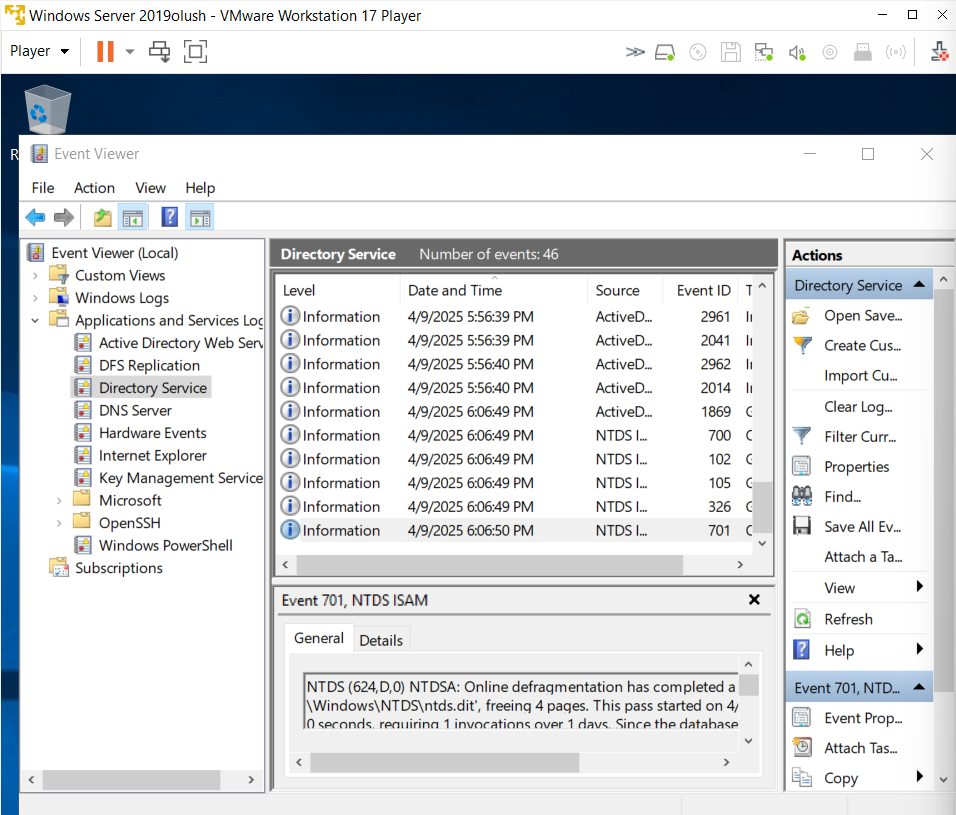 Windows Server 2019olush - VMware Workstation 17 Player
Player
Event Viewer
File Action View Help
Event Viewer (Local)
Custom Views
Windows Logs
Applications and Services Log
Active Directory Web Serv
DFS Replication
Directory Service
DNS Server
Hardware Events
Internet Explorer
Key Management Service
Microsoft
OpenSSH
Windows PowerShell
Subscriptions
Directory Service Number of events: 46
Level Date and Time Source Event ID T
Information 4/9/2025 5:56:39 PM ActiveD... 2961 I
Information 4/9/2025 5:56:39 PM ActiveD... 2041 I
Information 4/9/2025 5:56:40 PM ActiveD... 2962 I
Information 4/9/2025 5:56:40 PM ActiveD... 2014 I
Information 4/9/2025 6:06:49 PM ActiveD... 1869 G
Information 4/9/2025 6:06:49 PM NTDS I... 700 C
Information 4/9/2025 6:06:49 PM NTDS I... 102 G
Information 4/9/2025 6:06:49 PM NTDS I... 105 G
Information 4/9/2025 6:06:49 PM NTDS I... 326 G
Information 4/9/2025 6:06:50 PM NTDS I... 701 C
Event 701, NTDS ISAM
General Details
NTDS (624,D,0) NTDSA: Online defragmentation has completed a
\Windows\NTDS\ntds.dit', freeing 4 pages. This pass started on 4/
0 seconds, requiring 1 invocations over 1 days. Since the database
Actions
Directory Service
Open Save...
Create Cus...
Import Cu...
Clear Log...
Filter Curr...
Properties
Find...
Save All Ev...
Attach a Ta...
View
Refresh
Help
Event 701, NTD...
Event Prop...
Attach Tas...
Copy